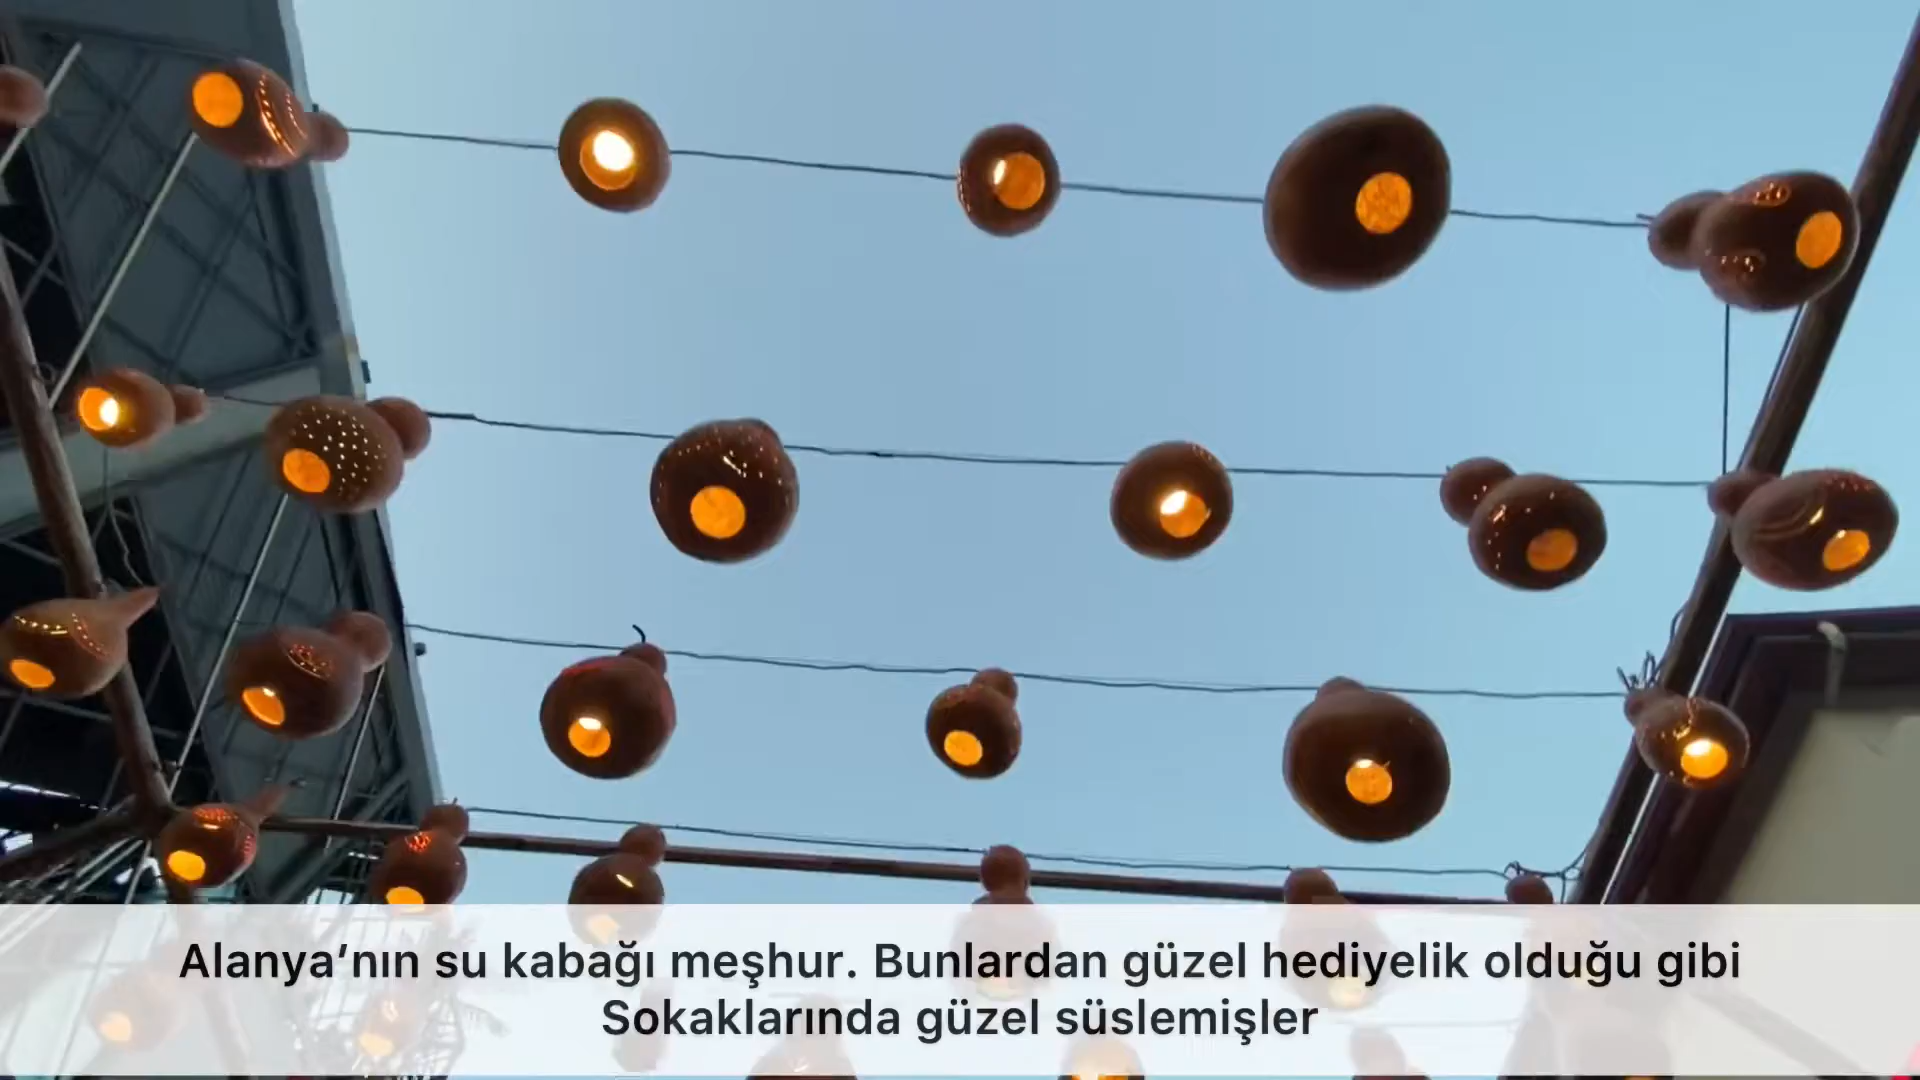 Alanya’nın su kabağı meşhur. Bunlardan güzel hediyelik olduğu gibi
Sokaklarında güzel süslemişler